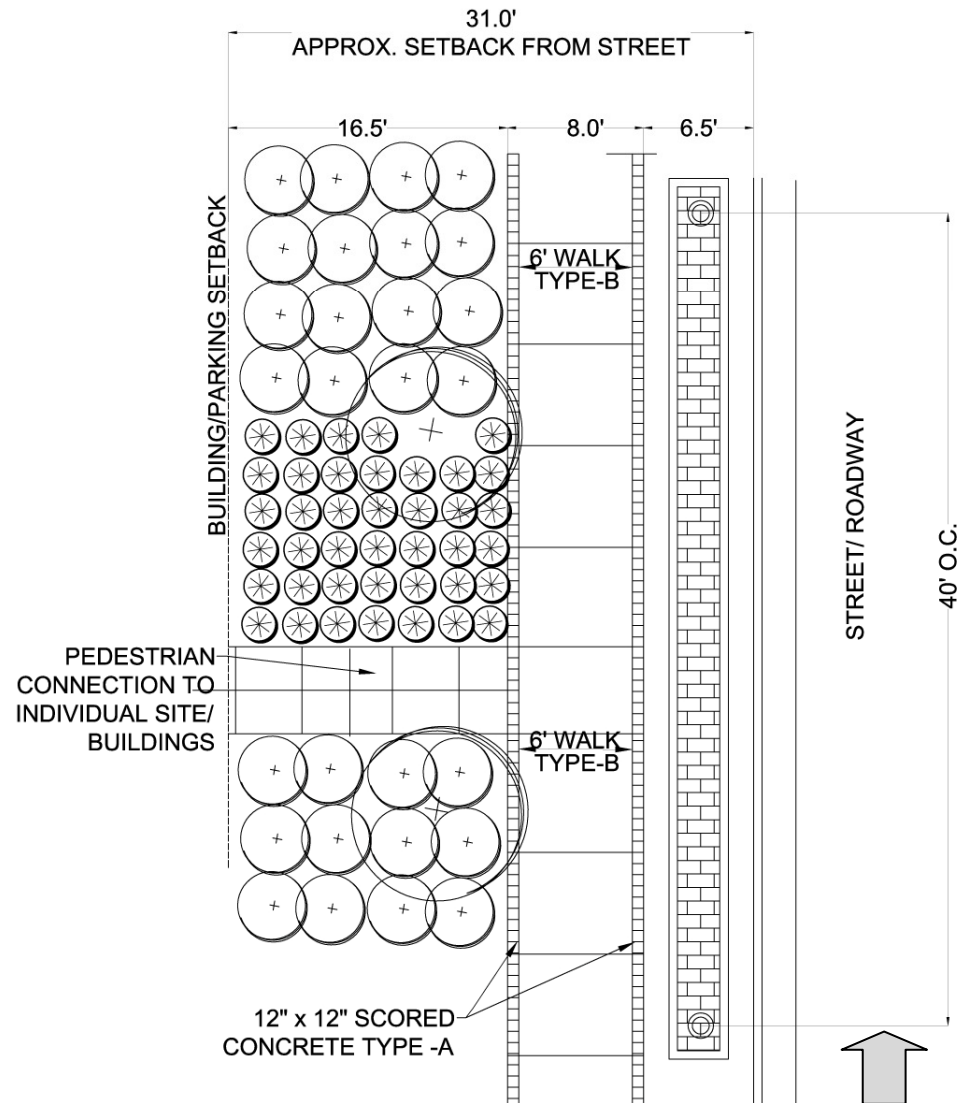 31.0'
APPROX. SETBACK FROM STREET
16.5'
8.0'
6.5'
BUILDING/PARKING SETBACK
6' WALK
TYPE-B
STREET/ ROADWAY
40' O.C.
PEDESTRIAN
CONNECTION TO
INDIVIDUAL SITE/
BUILDINGS
6' WALK
TYPE-B
12" x 12" SCORED
CONCRETE TYPE -A